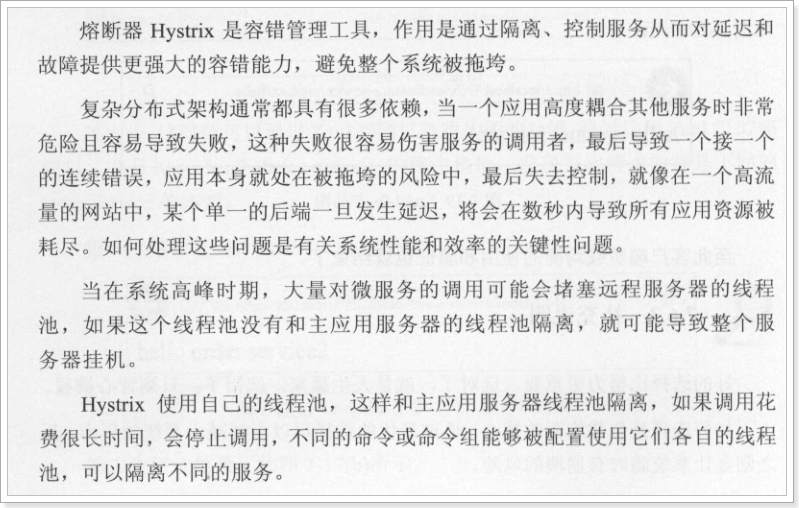 熔断器 Hystrix 是容错管理工具，作用是通过隔离、控制服务从而对延迟和
故障提供更强大的容错能力，避免整个系统被拖垮。
复杂分布式架构通常都具有很多依赖，当一个应用高度耦合其他服务时非常
危险且容易导致失败，这种失败很容易伤害服务的调用者，最后导致一个接一个
的连续错误，应用本身就处在被拖垮的风险中，最后失去控制，就像在一个高流
量的网站中，某个单一的后端一旦发生延迟，将会在数秒内导致所有应用资源被
耗尽。如何处理这些问题是有关系统性能和效率的关键性问题。
当在系统高峰时期，大量对微服务的调用可能会堵塞远程服务器的线程
池，如果这个线程池没有和主应用服务器的线程池隔离，就可能导致整个服
务器挂机。
Hystrix 使用自己的线程池，这样和主应用服务器线程池隔离，如果调用花
费很长时间，会停止调用，不同的命令或命令组能够被配置使用它们各自的线程
池，可以隔离不同的服务。